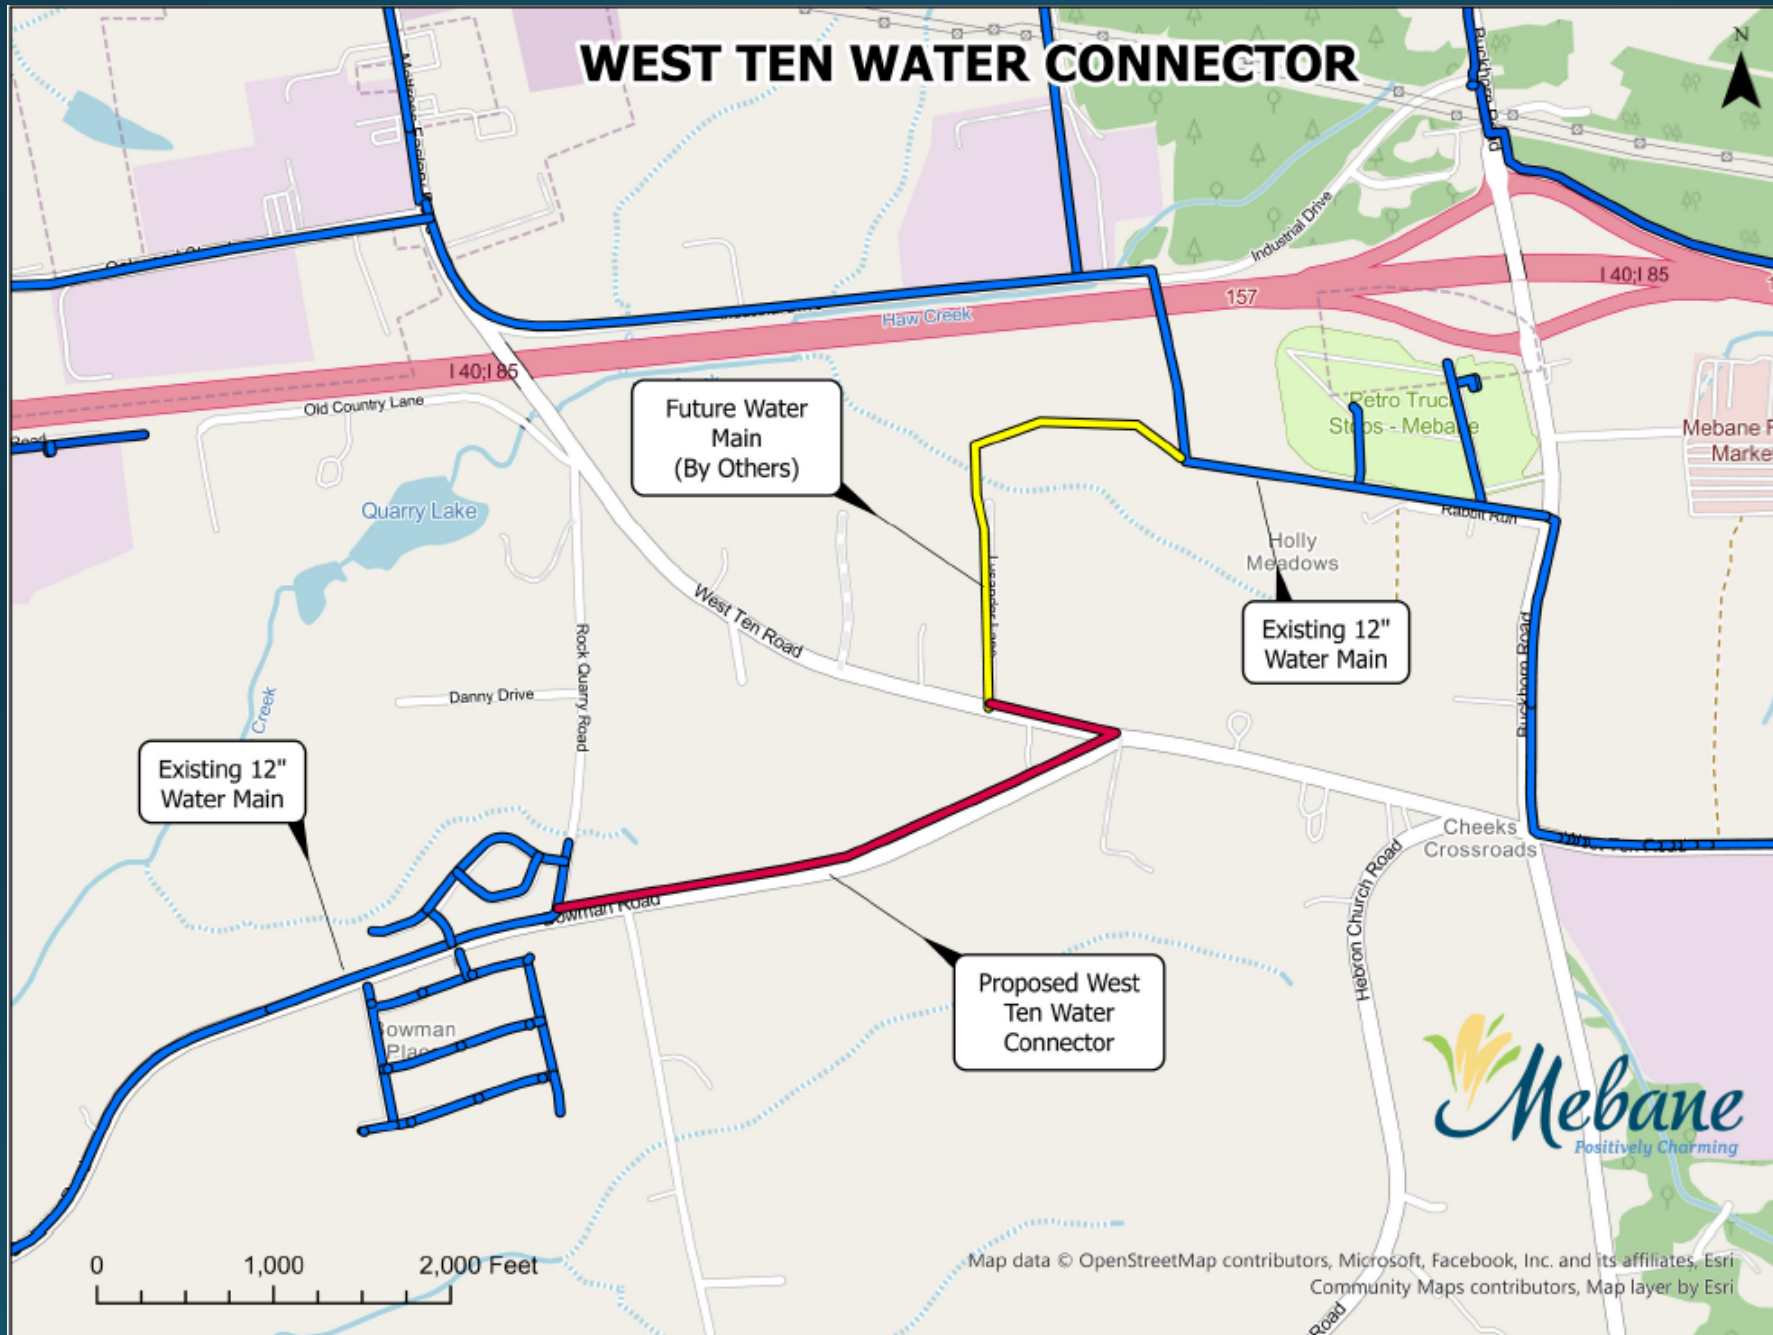 WEST TEN WATER CONNECTOR
N
Industrial Drive
I 40;I 85
157
Haw Creek
I 40;I 85
Old Country Lane
Future Water
Main
(By Others)
Petro Truck
Stops - Mebane
Mebane F
Marke
Quarry Lake
Rabbit Run
Holly
Meadows
West Ten Road
Existing 12"
Water Main
Rock Quarry Road
Buckhorn Road
Danny Drive
Creek
Existing 12"
Water Main
Cheeks
Crossroads
Hebron Church Road
Bowman Road
Proposed West
Ten Water
Connector
Bowman
Place
Mebane
Positively Charming
0 1,000 2,000 Feet
Map data © OpenStreetMap contributors, Microsoft, Facebook, Inc. and its affiliates, Esri
Community Maps contributors, Map layer by Esri
Road